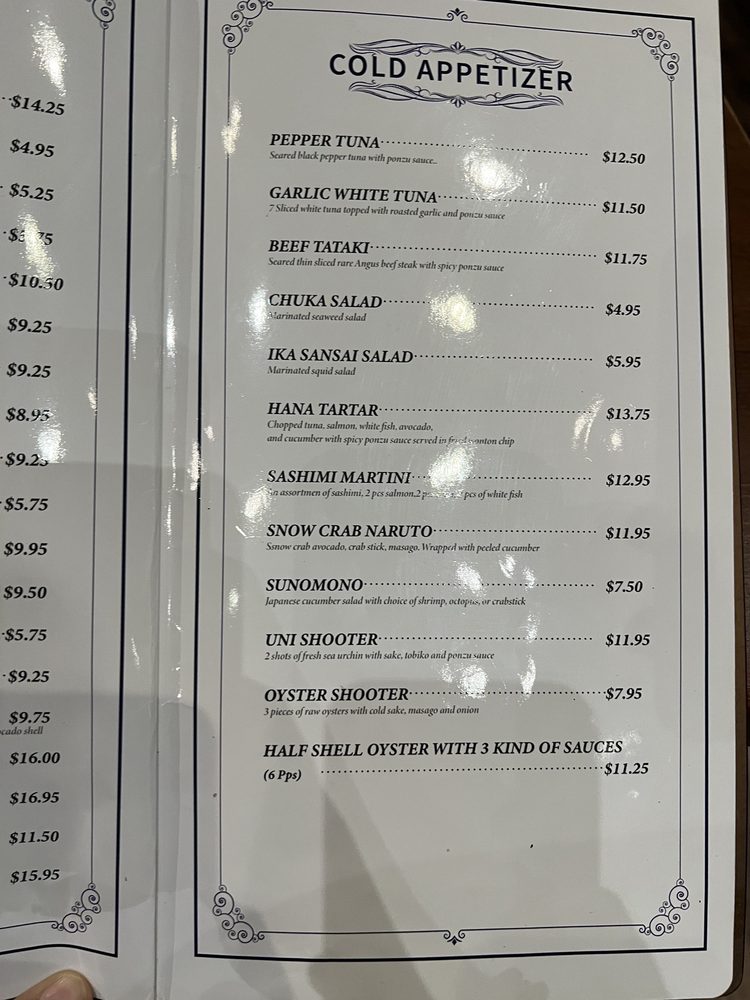 $14.25
$4.95
$5.25
$10.50
$9.25
$9.25
$8.95
$9.25
$5.75
$9.95
$9.50
$5.75
$9.25
$9.75
cado shell
$16.00
$16.95
$11.50
$15.95
COLD APPETIZER
PEPPER TUNA $12.50
Seared black pepper tuna with ponzu sauce..
GARLIC WHITE TUNA $11.50
7 Sliced white tuna topped with roasted garlic and ponzu sauce
BEEF TATAKI $11.75
Seared thin sliced rare Angus beef steak with spicy ponzu sauce
CHUKA SALAD $4.95
Marinated seaweed salad
IKA SANSAI SALAD $5.95
Marinated squid salad
HANA TARTAR $13.75
Chopped tuna, salmon, white fish, avocado,
and cucumber with spicy ponzu sauce served in fried wonton chip
SASHIMI MARTINI $12.95
An assortmen of sashimi, 2 pcs salmon,2 pcs of white fish
SNOW CRAB NARUTO $11.95
Ssnow crab avocado, crab stick, masago. Wrapped with peeled cucumber
SUNOMONO $7.50
Japanese cucumber salad with choice of shrimp, octopus, or crabstick
UNI SHOOTER $11.95
2 shots of fresh sea urchin with sake, tobiko and ponzu sauce
OYSTER SHOOTER $7.95
3 pieces of raw oysters with cold sake, masago and onion
HALF SHELL OYSTER WITH 3 KIND OF SAUCES
(6 Pps) $11.25